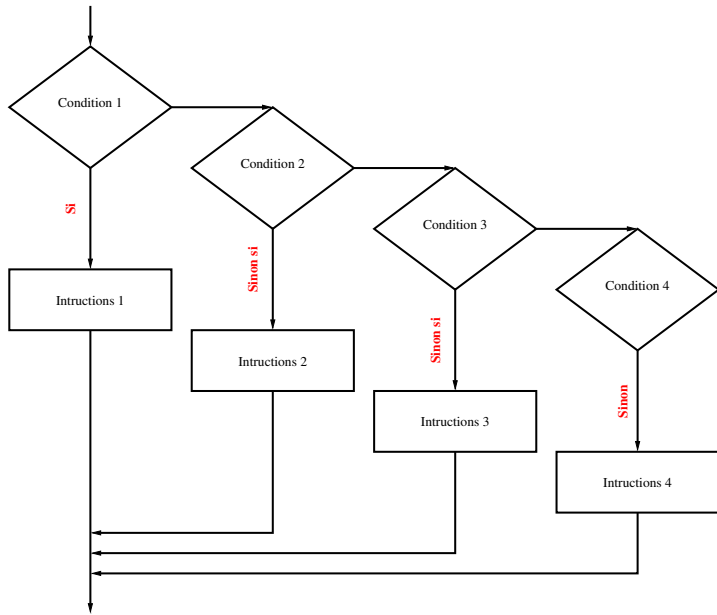 Condition 1
Condition 2
Condition 3
Condition 4
Si
Sinon si
Sinon si
Sinon
Intructions 1
Intructions 2
Intructions 3
Intructions 4